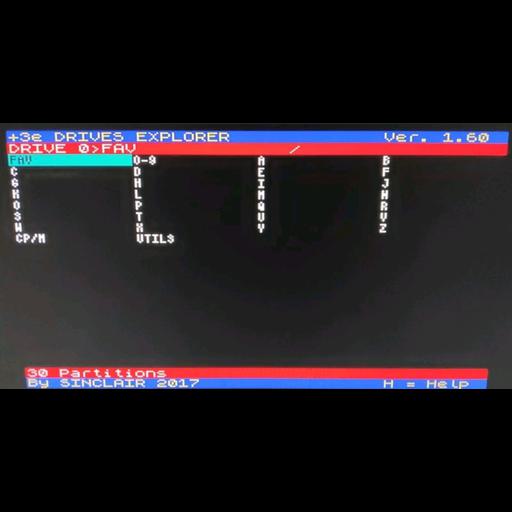 +3e DRIVES EXPLORER Ver. 1.60
DRIVE 0>FAV /
FAV 0-9 A B
C D E F
G H I J
K L M N
O P Q R
S T U V
W X Y Z
CP/M UTILS
30 Partitions
By SINCLAIR 2017 H = Help